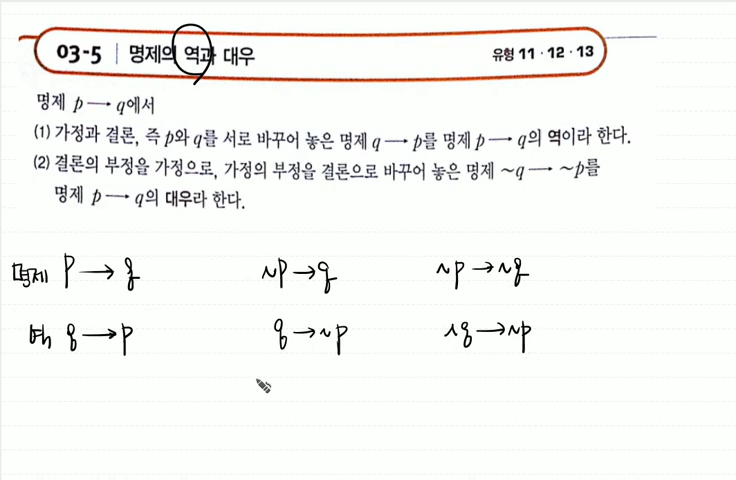 03-5 명제의 역과 대우 유형 11·12·13
명제 p → q에서
(1) 가정과 결론, 즉 p와 q를 서로 바꾸어 놓은 명제 q → p를 명제 p → q의 역이라 한다.
(2) 결론의 부정을 가정으로, 가정의 부정을 결론으로 바꾸어 놓은 명제 ~q → ~p를
명제 p → q의 대우라 한다.
명제 p → q ~p → q ~p → ~q
역 q → p q → ~p ~q → ~p